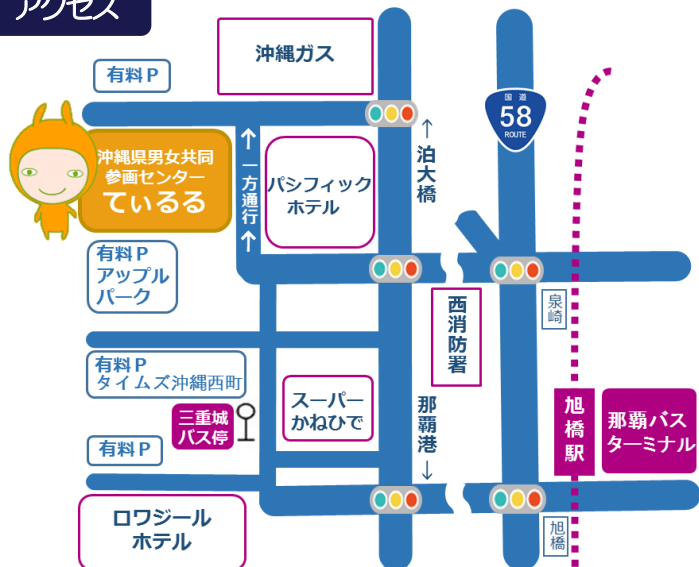 アクセス
沖縄ガス
有料P
国道
58
ROUTE
↑
泊大橋
沖縄県男女共同
参画センター
ているる
↑一方通行↑
パシフィック
ホテル
有料P
アップル
パーク
西消防署
泉崎
有料P
タイムズ沖縄西町
三重城
バス停
スーパー
かねひで
那覇港
↓
旭橋駅
那覇バス
ターミナル
有料P
ロワジール
ホテル
旭橋